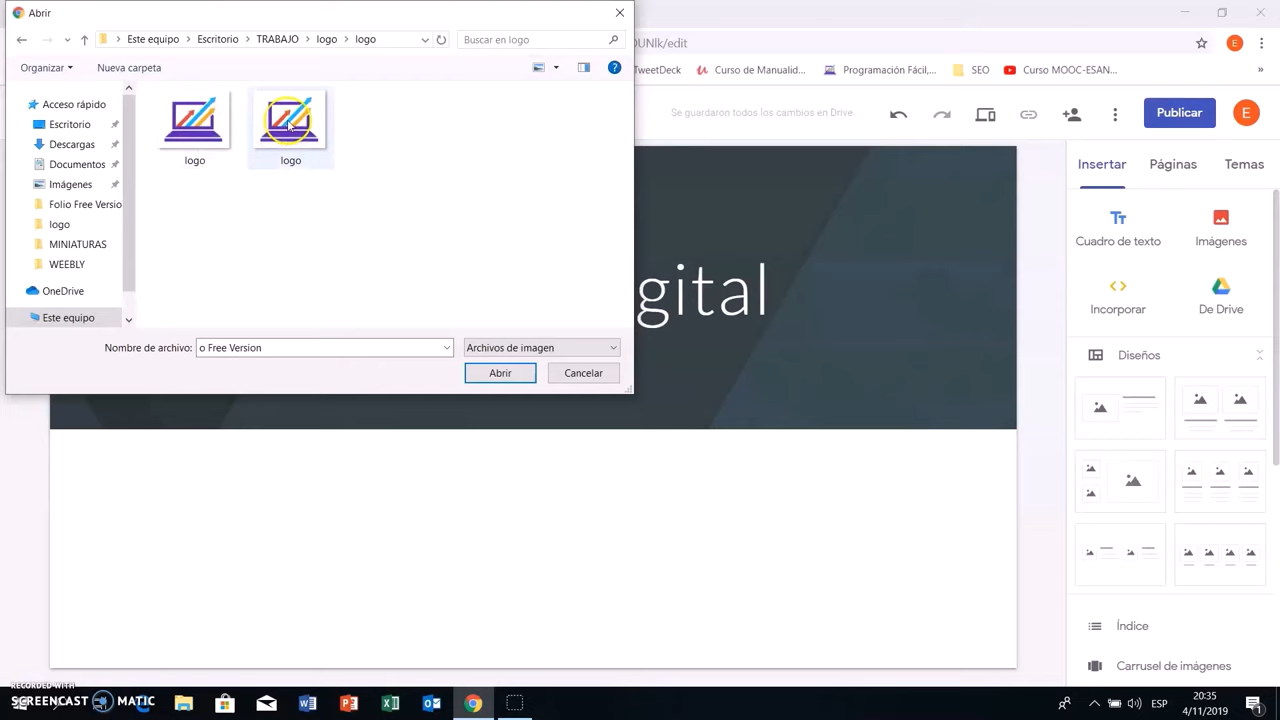 Abrir
Este equipo > Escritorio > TRABAJO > logo > logo
Buscar en logo
Organizar
Nueva carpeta
Acceso rápido
Escritorio
Descargas
Documentos
Imágenes
Folio Free Versio
logo
MINIATURAS
WEEBLY
OneDrive
Este equipo
logo
logo
Nombre de archivo:
o Free Version
Archivos de imagen
Abrir
Cancelar
/edit
TweetDeck
Curso de Manualid...
Programación Fácil,...
SEO
Curso MOOC-ESAN...
»
E
Se guardaron todos los cambios en Drive.
Publicar
E
gital
Insertar
Páginas
Temas
Cuadro de texto
Imágenes
Incorporar
De Drive
Diseños
Índice
Carrusel de imágenes
RECORDED WITH
SCREENCAST MATIC
ESP
20:35
4/11/2019
1